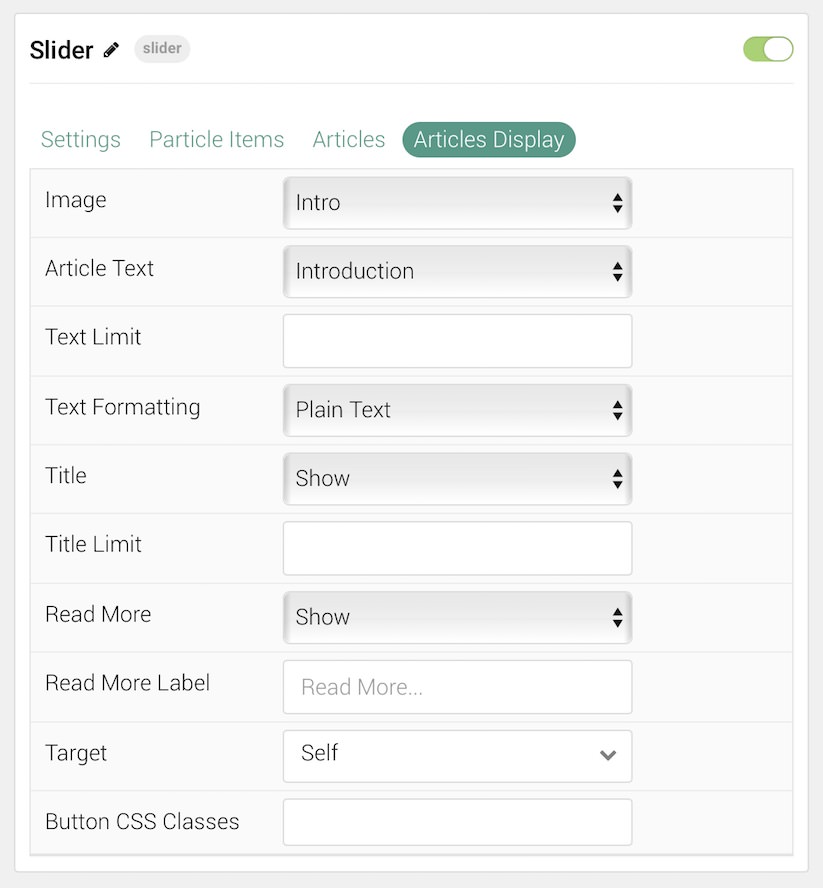 Slider slider
Settings Particle Items Articles Articles Display
Image Intro
Article Text Introduction
Text Limit
Text Formatting Plain Text
Title Show
Title Limit
Read More Show
Read More Label Read More...
Target Self
Button CSS Classes